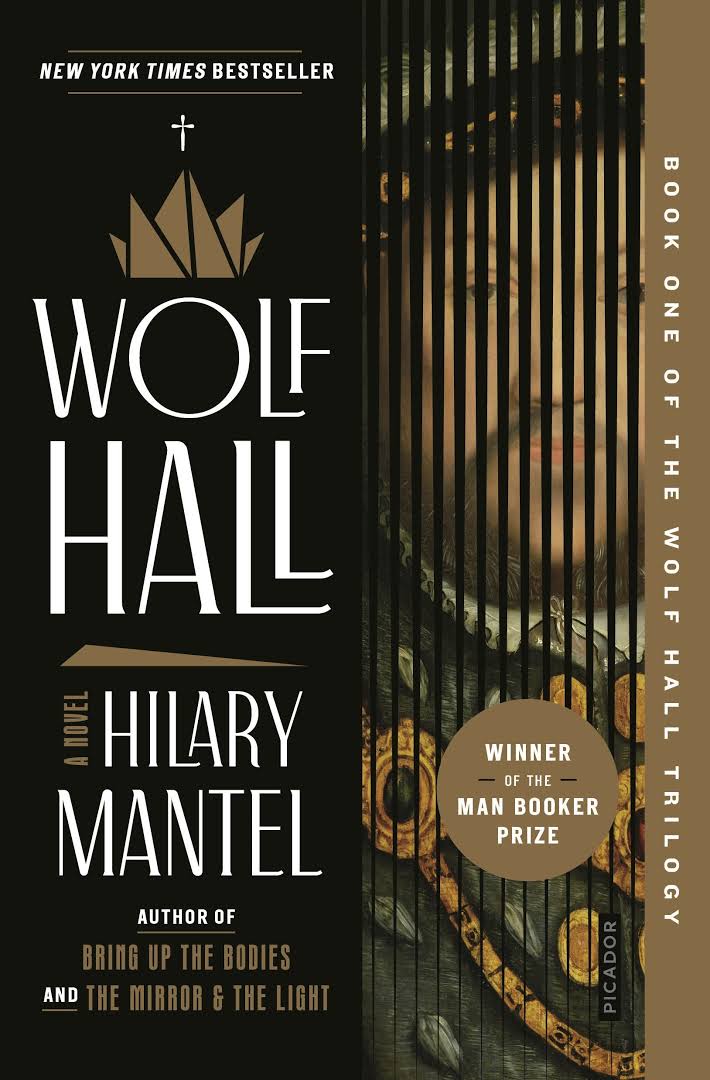 NEW YORK TIMES BESTSELLER
WOLF
HALL
A NOVEL
HILARY
MANTEL
AUTHOR OF
BRING UP THE BODIES
AND THE MIRROR & THE LIGHT
WINNER
OF THE
MAN BOOKER
PRIZE
PICADOR
BOOK ONE OF THE WOLF HALL TRILOGY